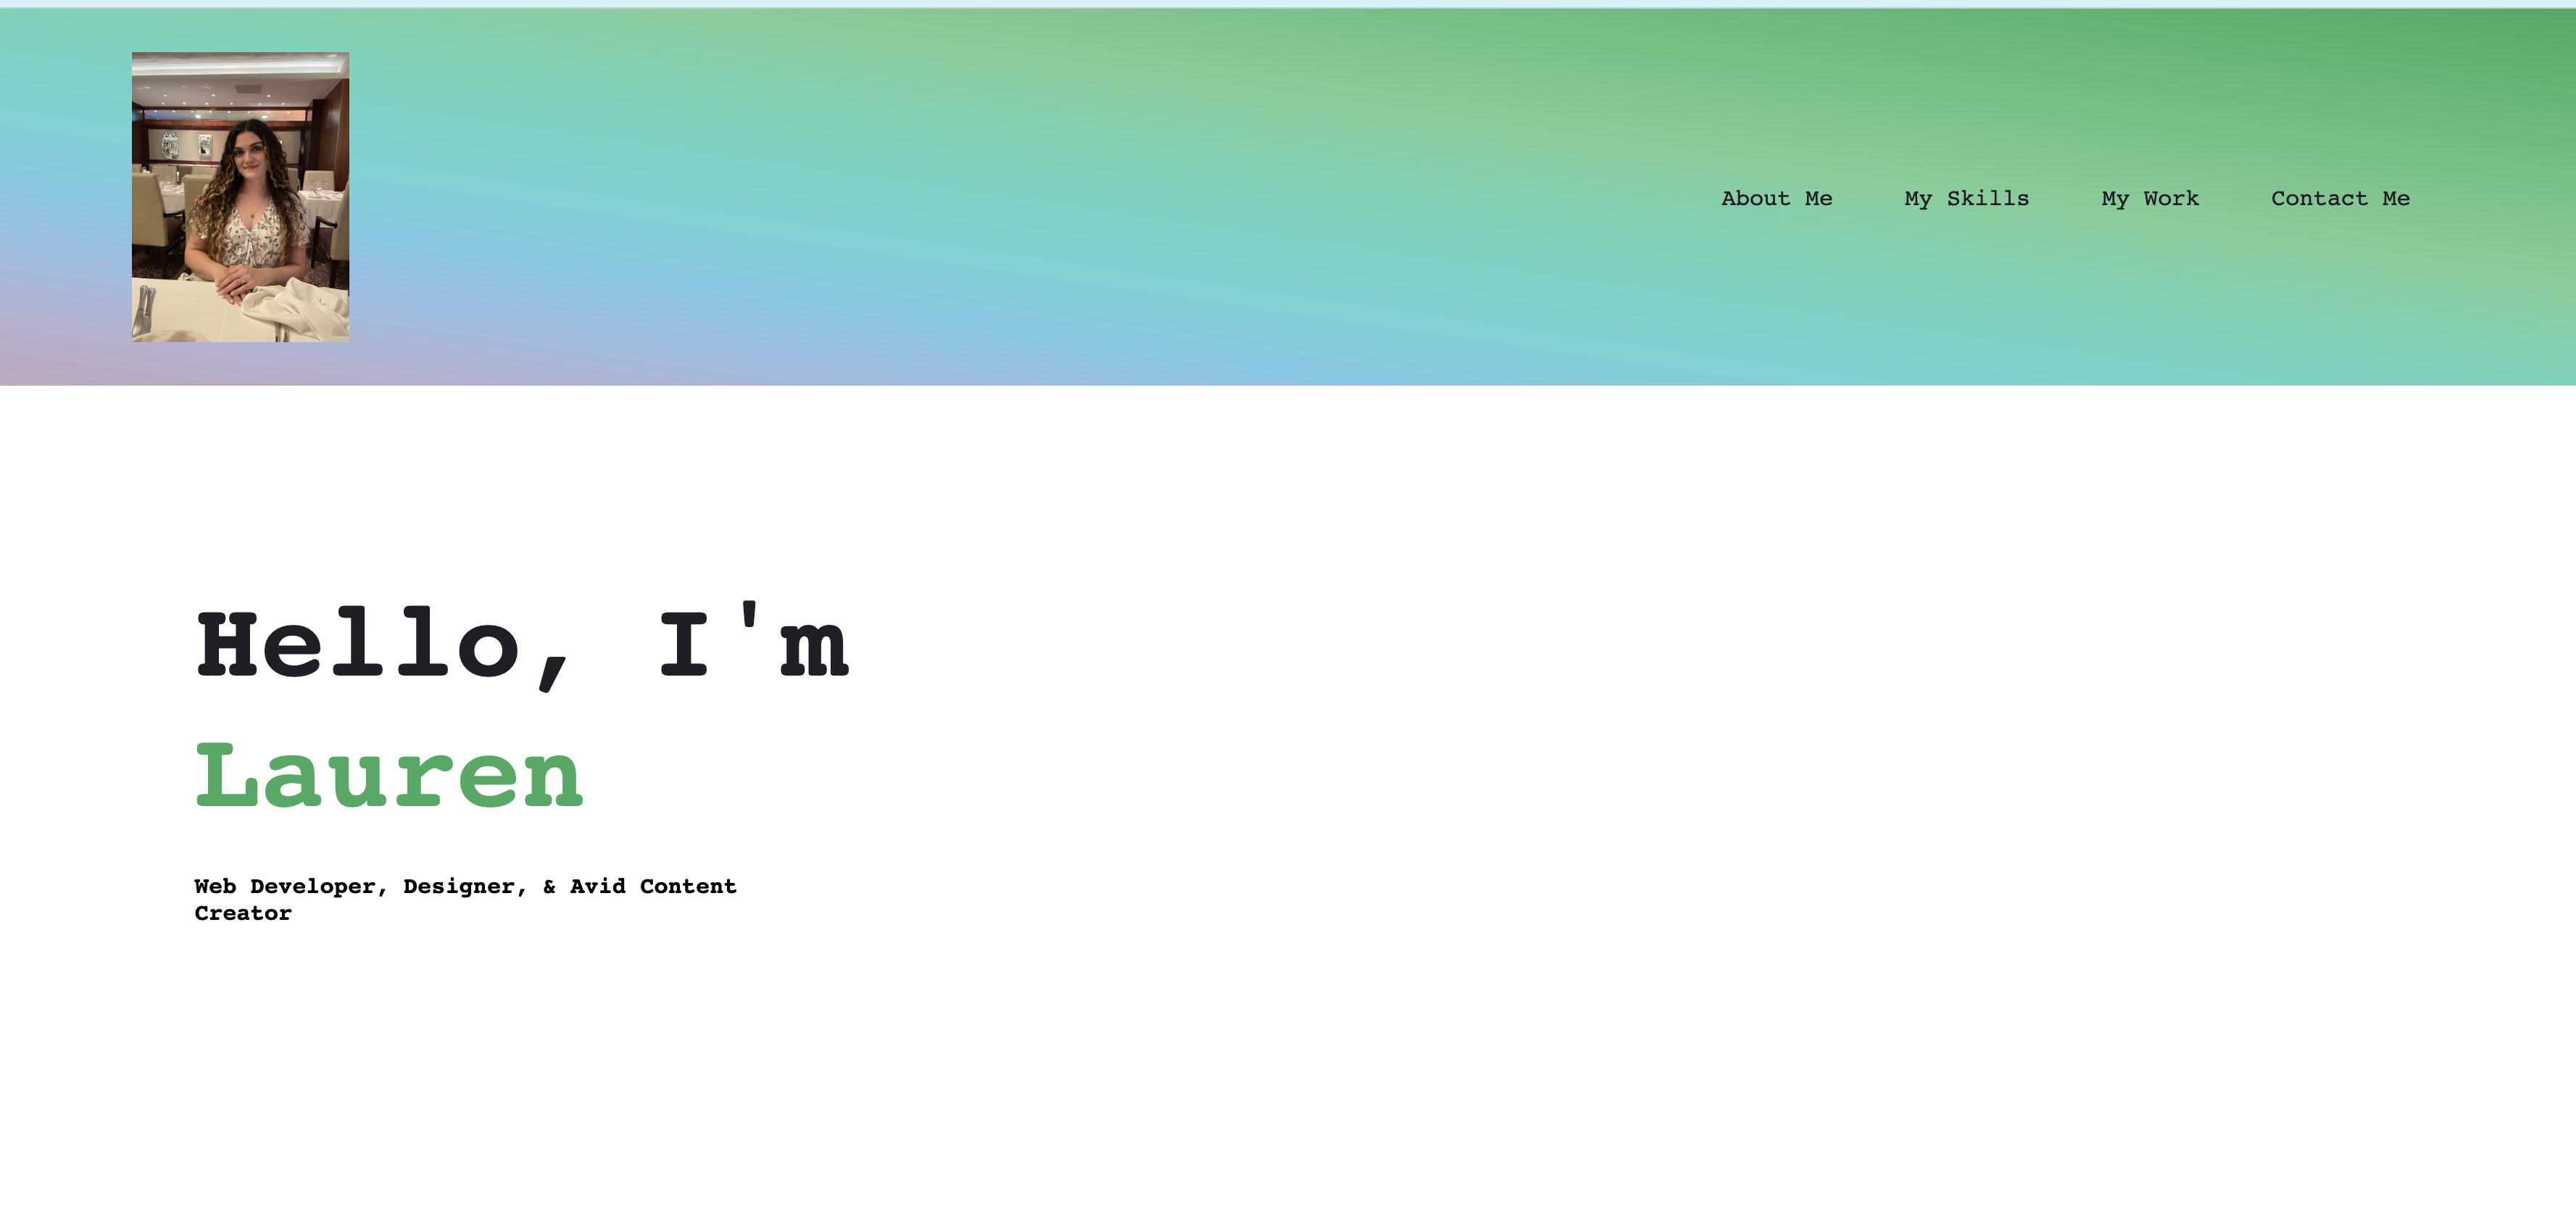 About Me My Skills My Work Contact Me
Hello, I'm
Lauren
Web Developer, Designer, & Avid Content
Creator